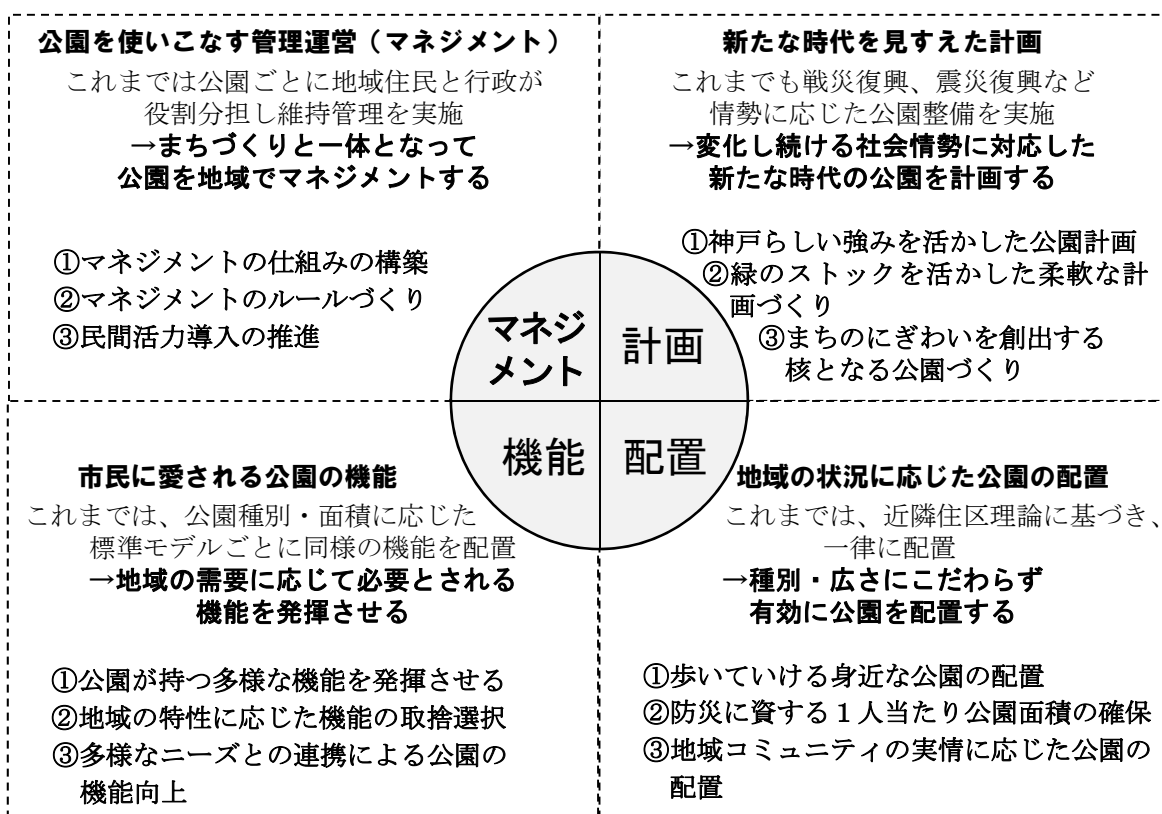 公園を使いこなす管理運営（マネジメント）
これまでは公園ごとに地域住民と行政が
役割分担し維持管理を実施
→まちづくりと一体となって
公園を地域でマネジメントする
①マネジメントの仕組みの構築
②マネジメントのルールづくり
③民間活力導入の推進
新たな時代を見すえた計画
これまでも戦災復興、震災復興など
情勢に応じた公園整備を実施
→変化し続ける社会情勢に対応した
新たな時代の公園を計画する
①神戸らしい強みを活かした公園計画
②緑のストックを活かした柔軟な計
画づくり
③まちのにぎわいを創出する
核となる公園づくり
マネジ
メント
計画
機能
配置
市民に愛される公園の機能
これまでは、公園種別・面積に応じた
標準モデルごとに同様の機能を配置
→地域の需要に応じて必要とされる
機能を発揮させる
①公園が持つ多様な機能を発揮させる
②地域の特性に応じた機能の取捨選択
③多様なニーズとの連携による公園の
機能向上
地域の状況に応じた公園の配置
これまでは、近隣住区理論に基づき、
一律に配置
→種別・広さにこだわらず
有効に公園を配置する
①歩いていける身近な公園の配置
②防災に資する１人当たり公園面積の確保
③地域コミュニティの実情に応じた公園の
配置